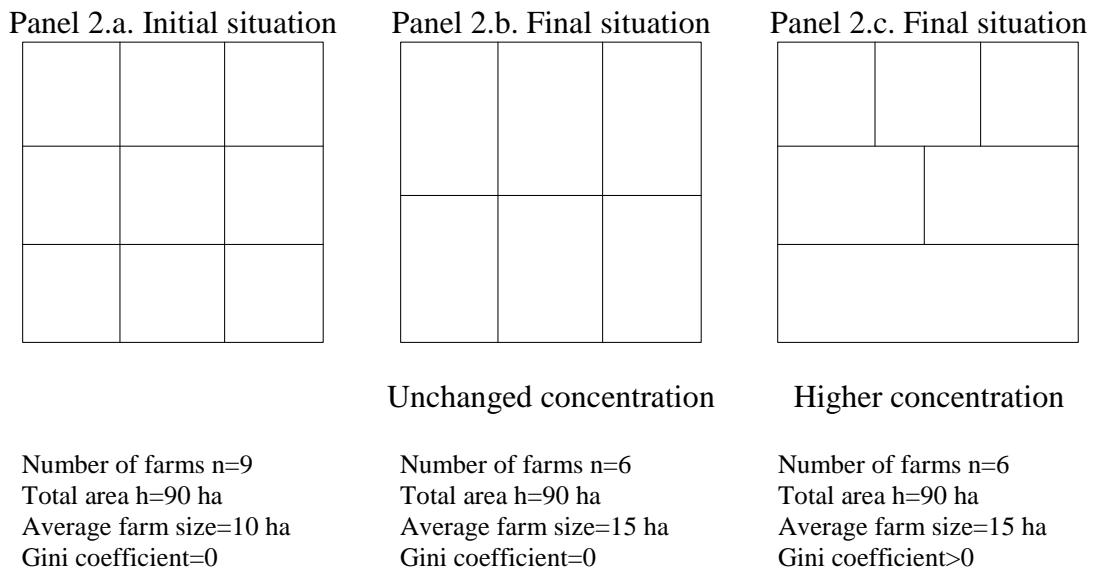 Panel 2.a. Initial situation
Panel 2.b. Final situation
Panel 2.c. Final situation
Unchanged concentration
Higher concentration
Number of farms n=9
Total area h=90 ha
Average farm size=10 ha
Gini coefficient=0
Number of farms n=6
Total area h=90 ha
Average farm size=15 ha
Gini coefficient=0
Number of farms n=6
Total area h=90 ha
Average farm size=15 ha
Gini coefficient>0